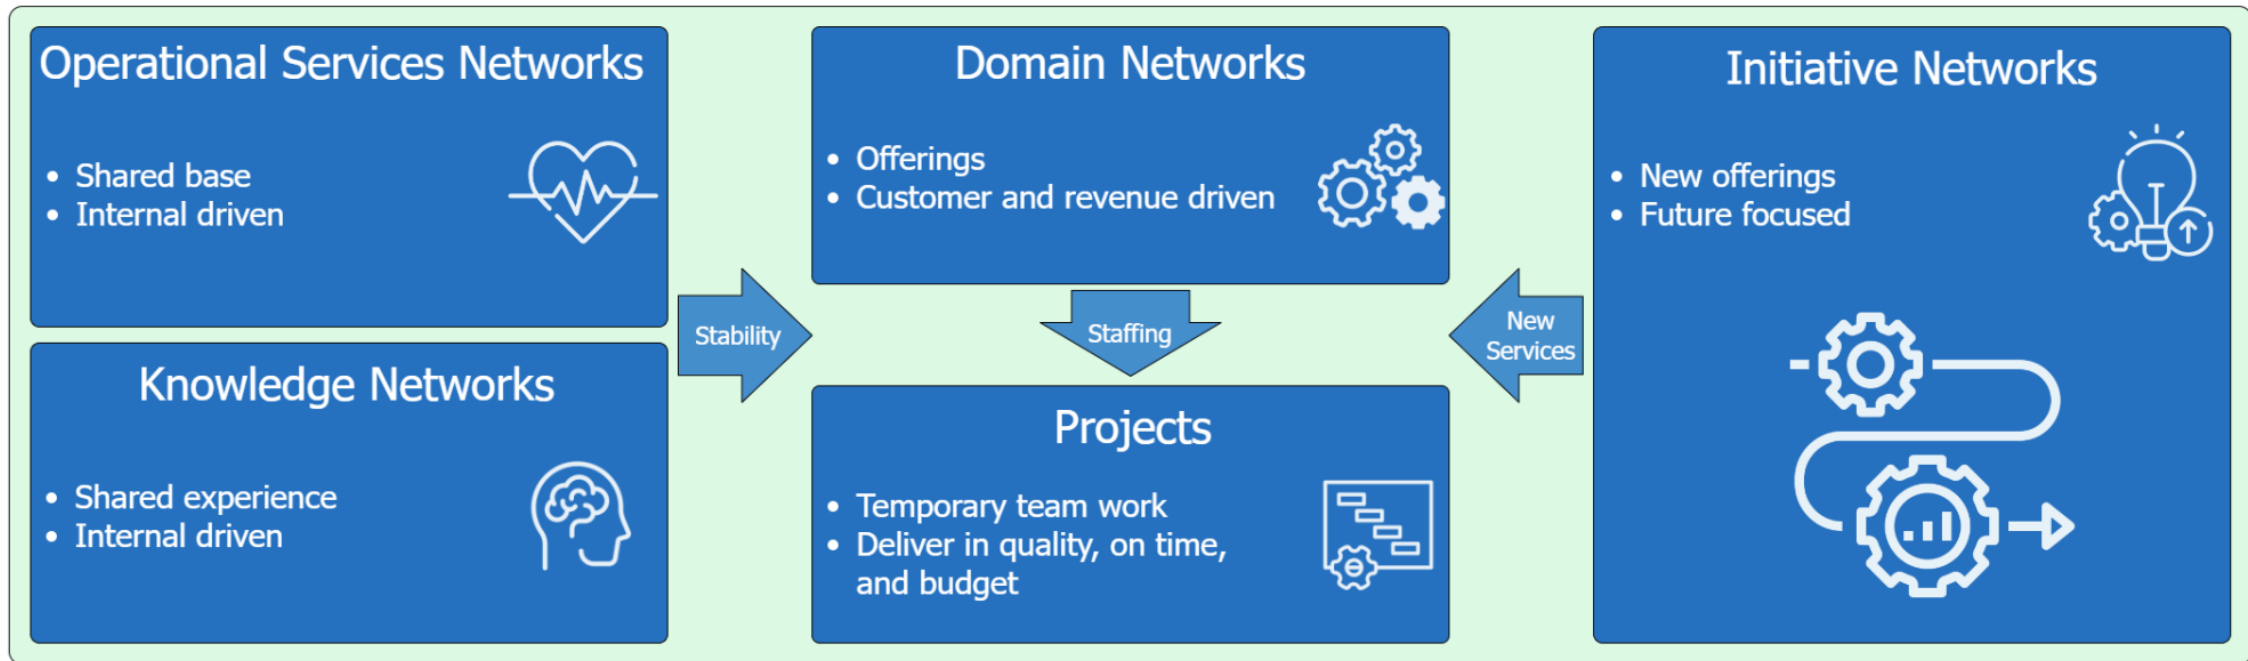 Operational Services Networks
• Shared base
• Internal driven
Knowledge Networks
• Shared experience
• Internal driven
Stability
Domain Networks
• Offerings
• Customer and revenue driven
Staffing
Projects
• Temporary team work
• Deliver in quality, on time,
and budget
New
Services
Initiative Networks
• New offerings
• Future focused